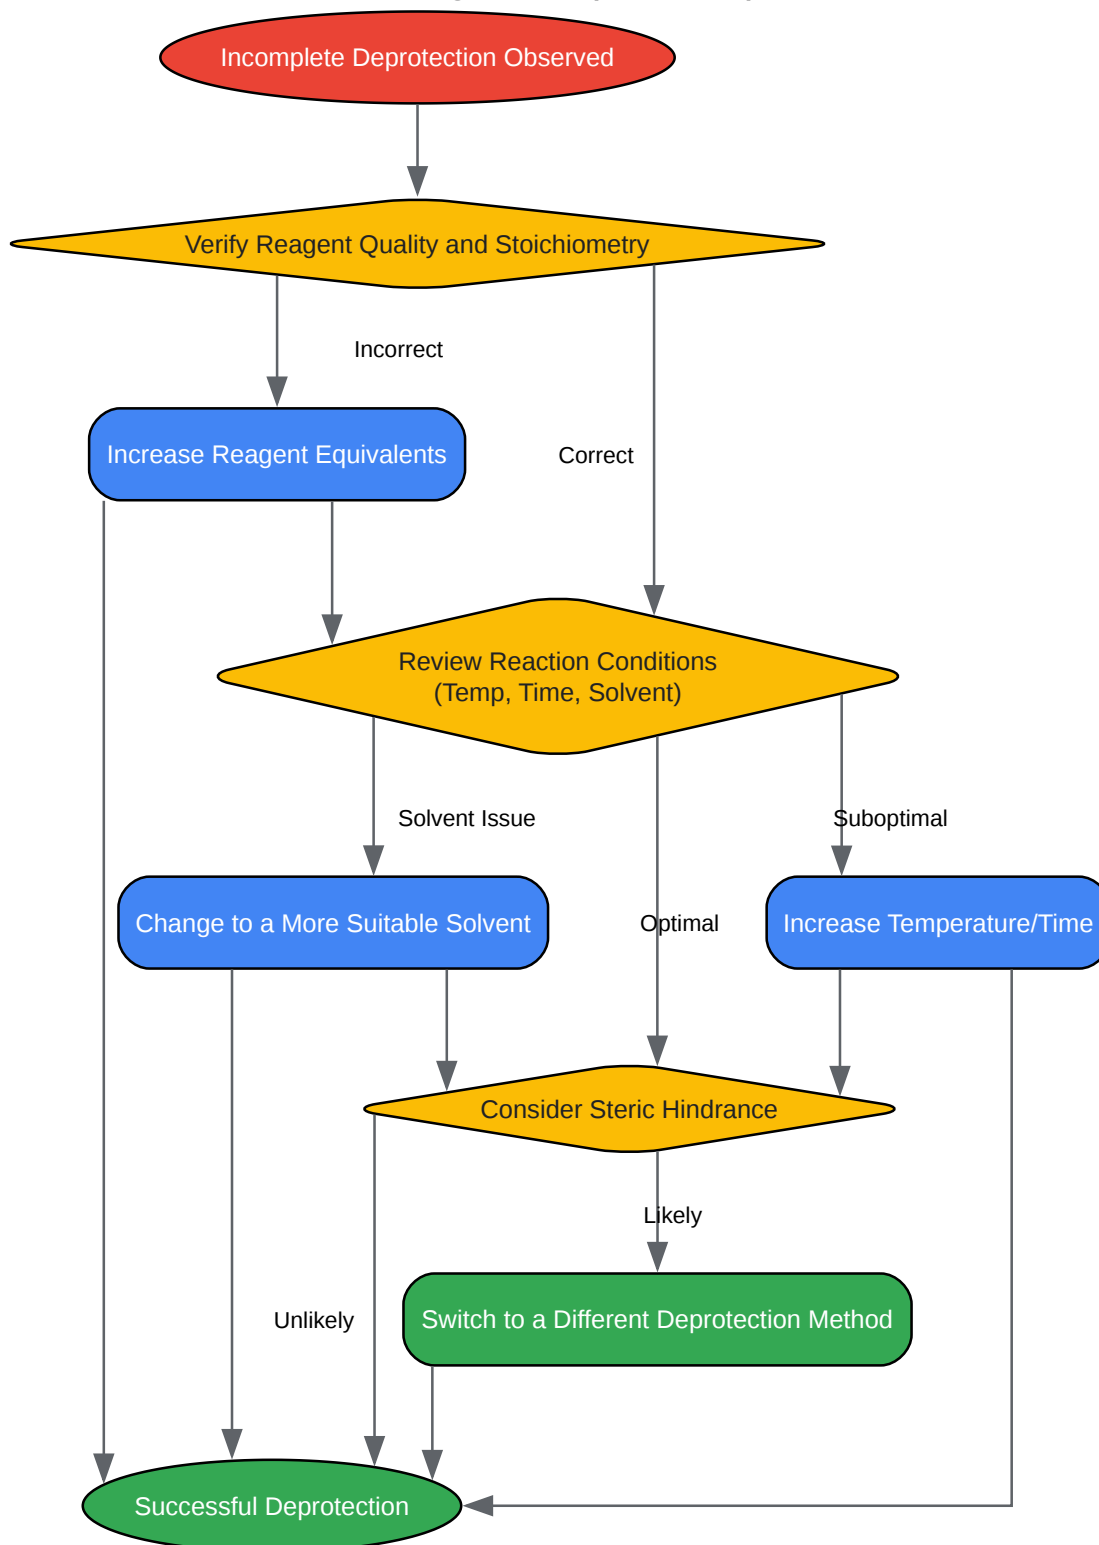 Incomplete Deprotection Observed
Verify Reagent Quality and Stoichiometry
Incorrect
Increase Reagent Equivalents
Correct
Review Reaction Conditions
(Temp, Time, Solvent)
Solvent Issue
Suboptimal
Change to a More Suitable Solvent
Optimal
Increase Temperature/Time
Consider Steric Hindrance
Likely
Unlikely
Switch to a Different Deprotection Method
Successful Deprotection